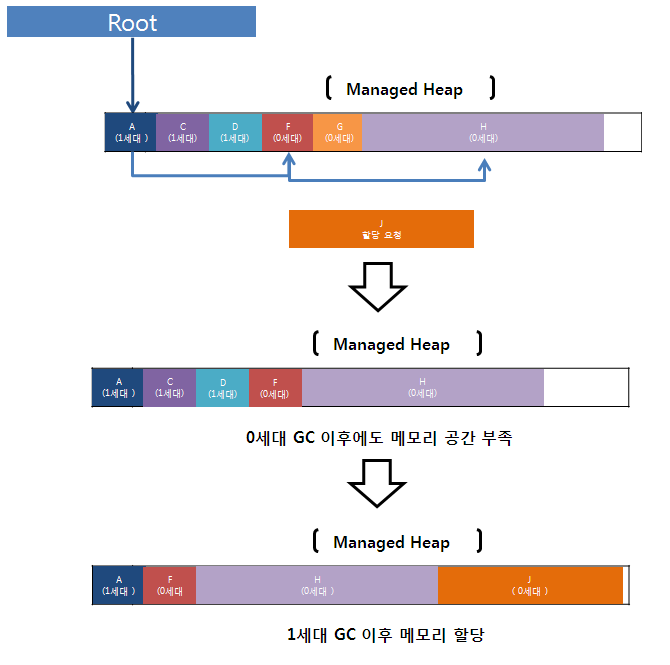 Root
Managed Heap
A
(1세대 )
C
(1세대)
D
(1세대)
F
(0세대)
G
(0세대)
H
(0세대)
J
할당 요청
Managed Heap
A
(1세대 )
C
(1세대)
D
(1세대)
F
(0세대)
H
(0세대)
0세대 GC 이후에도 메모리 공간 부족
Managed Heap
A
(1세대 )
F
(0세대
H
(0세대 )
J
( 0세대 )
1세대 GC 이후 메모리 할당